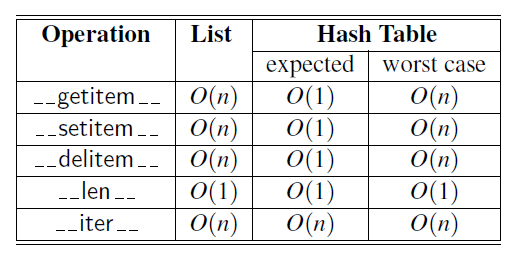 Operation List Hash Table
expected worst case
__getitem__ O(n) O(1) O(n)
__setitem__ O(n) O(1) O(n)
__delitem__ O(n) O(1) O(n)
__len__ O(1) O(1) O(1)
__iter__ O(n) O(n) O(n)